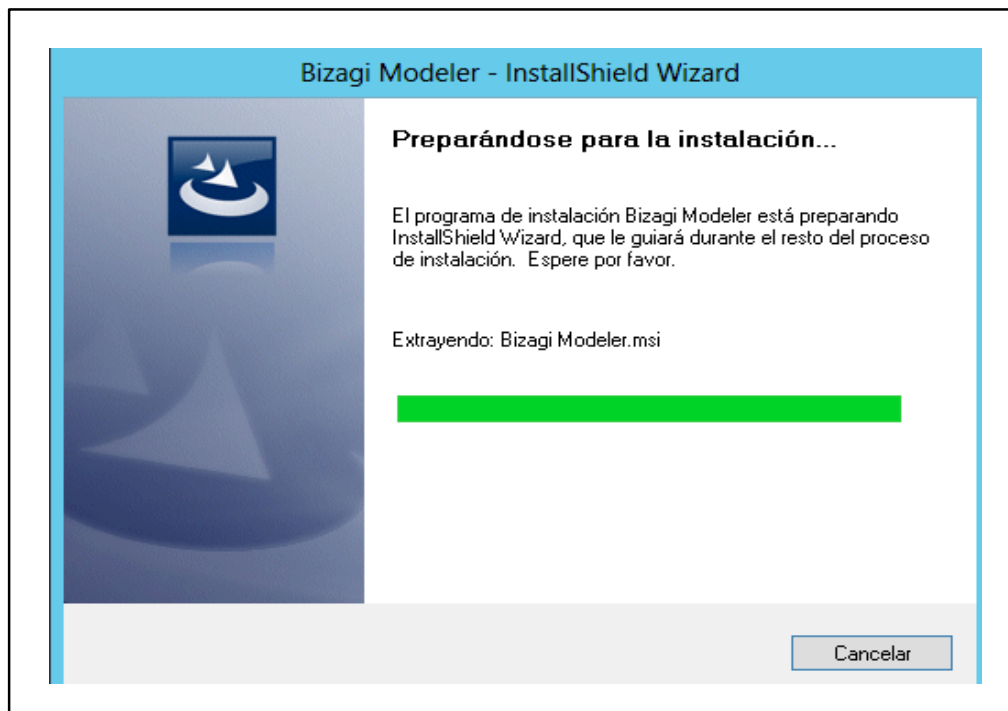 Bizagi Modeler - InstallShield Wizard
Preparándose para la instalación...
El programa de instalación Bizagi Modeler está preparando
InstallShield Wizard, que le guiará durante el resto del proceso
de instalación.  Espere por favor.
Extrayendo: Bizagi Modeler.msi
Cancelar